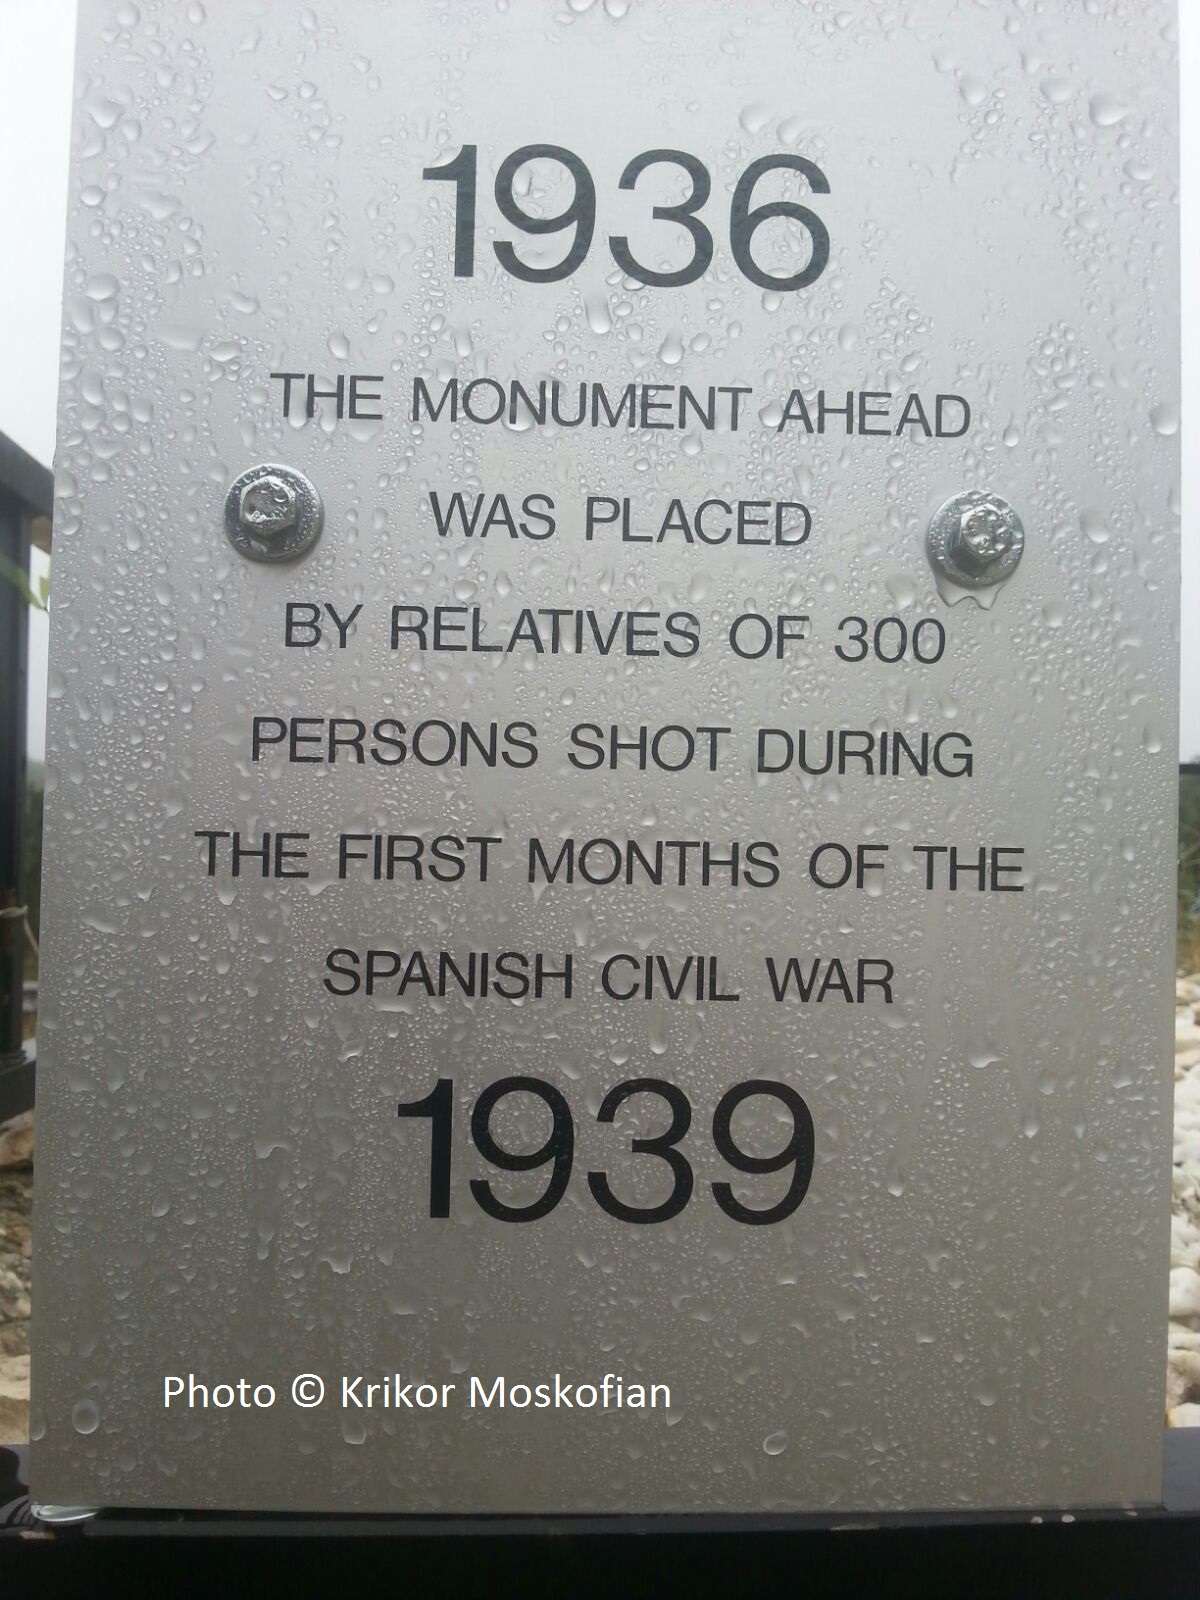 1936
THE MONUMENT AHEAD
WAS PLACED
BY RELATIVES OF 300
PERSONS SHOT DURING
THE FIRST MONTHS OF THE
SPANISH CIVIL WAR
1939
Photo © Krikor Moskofian